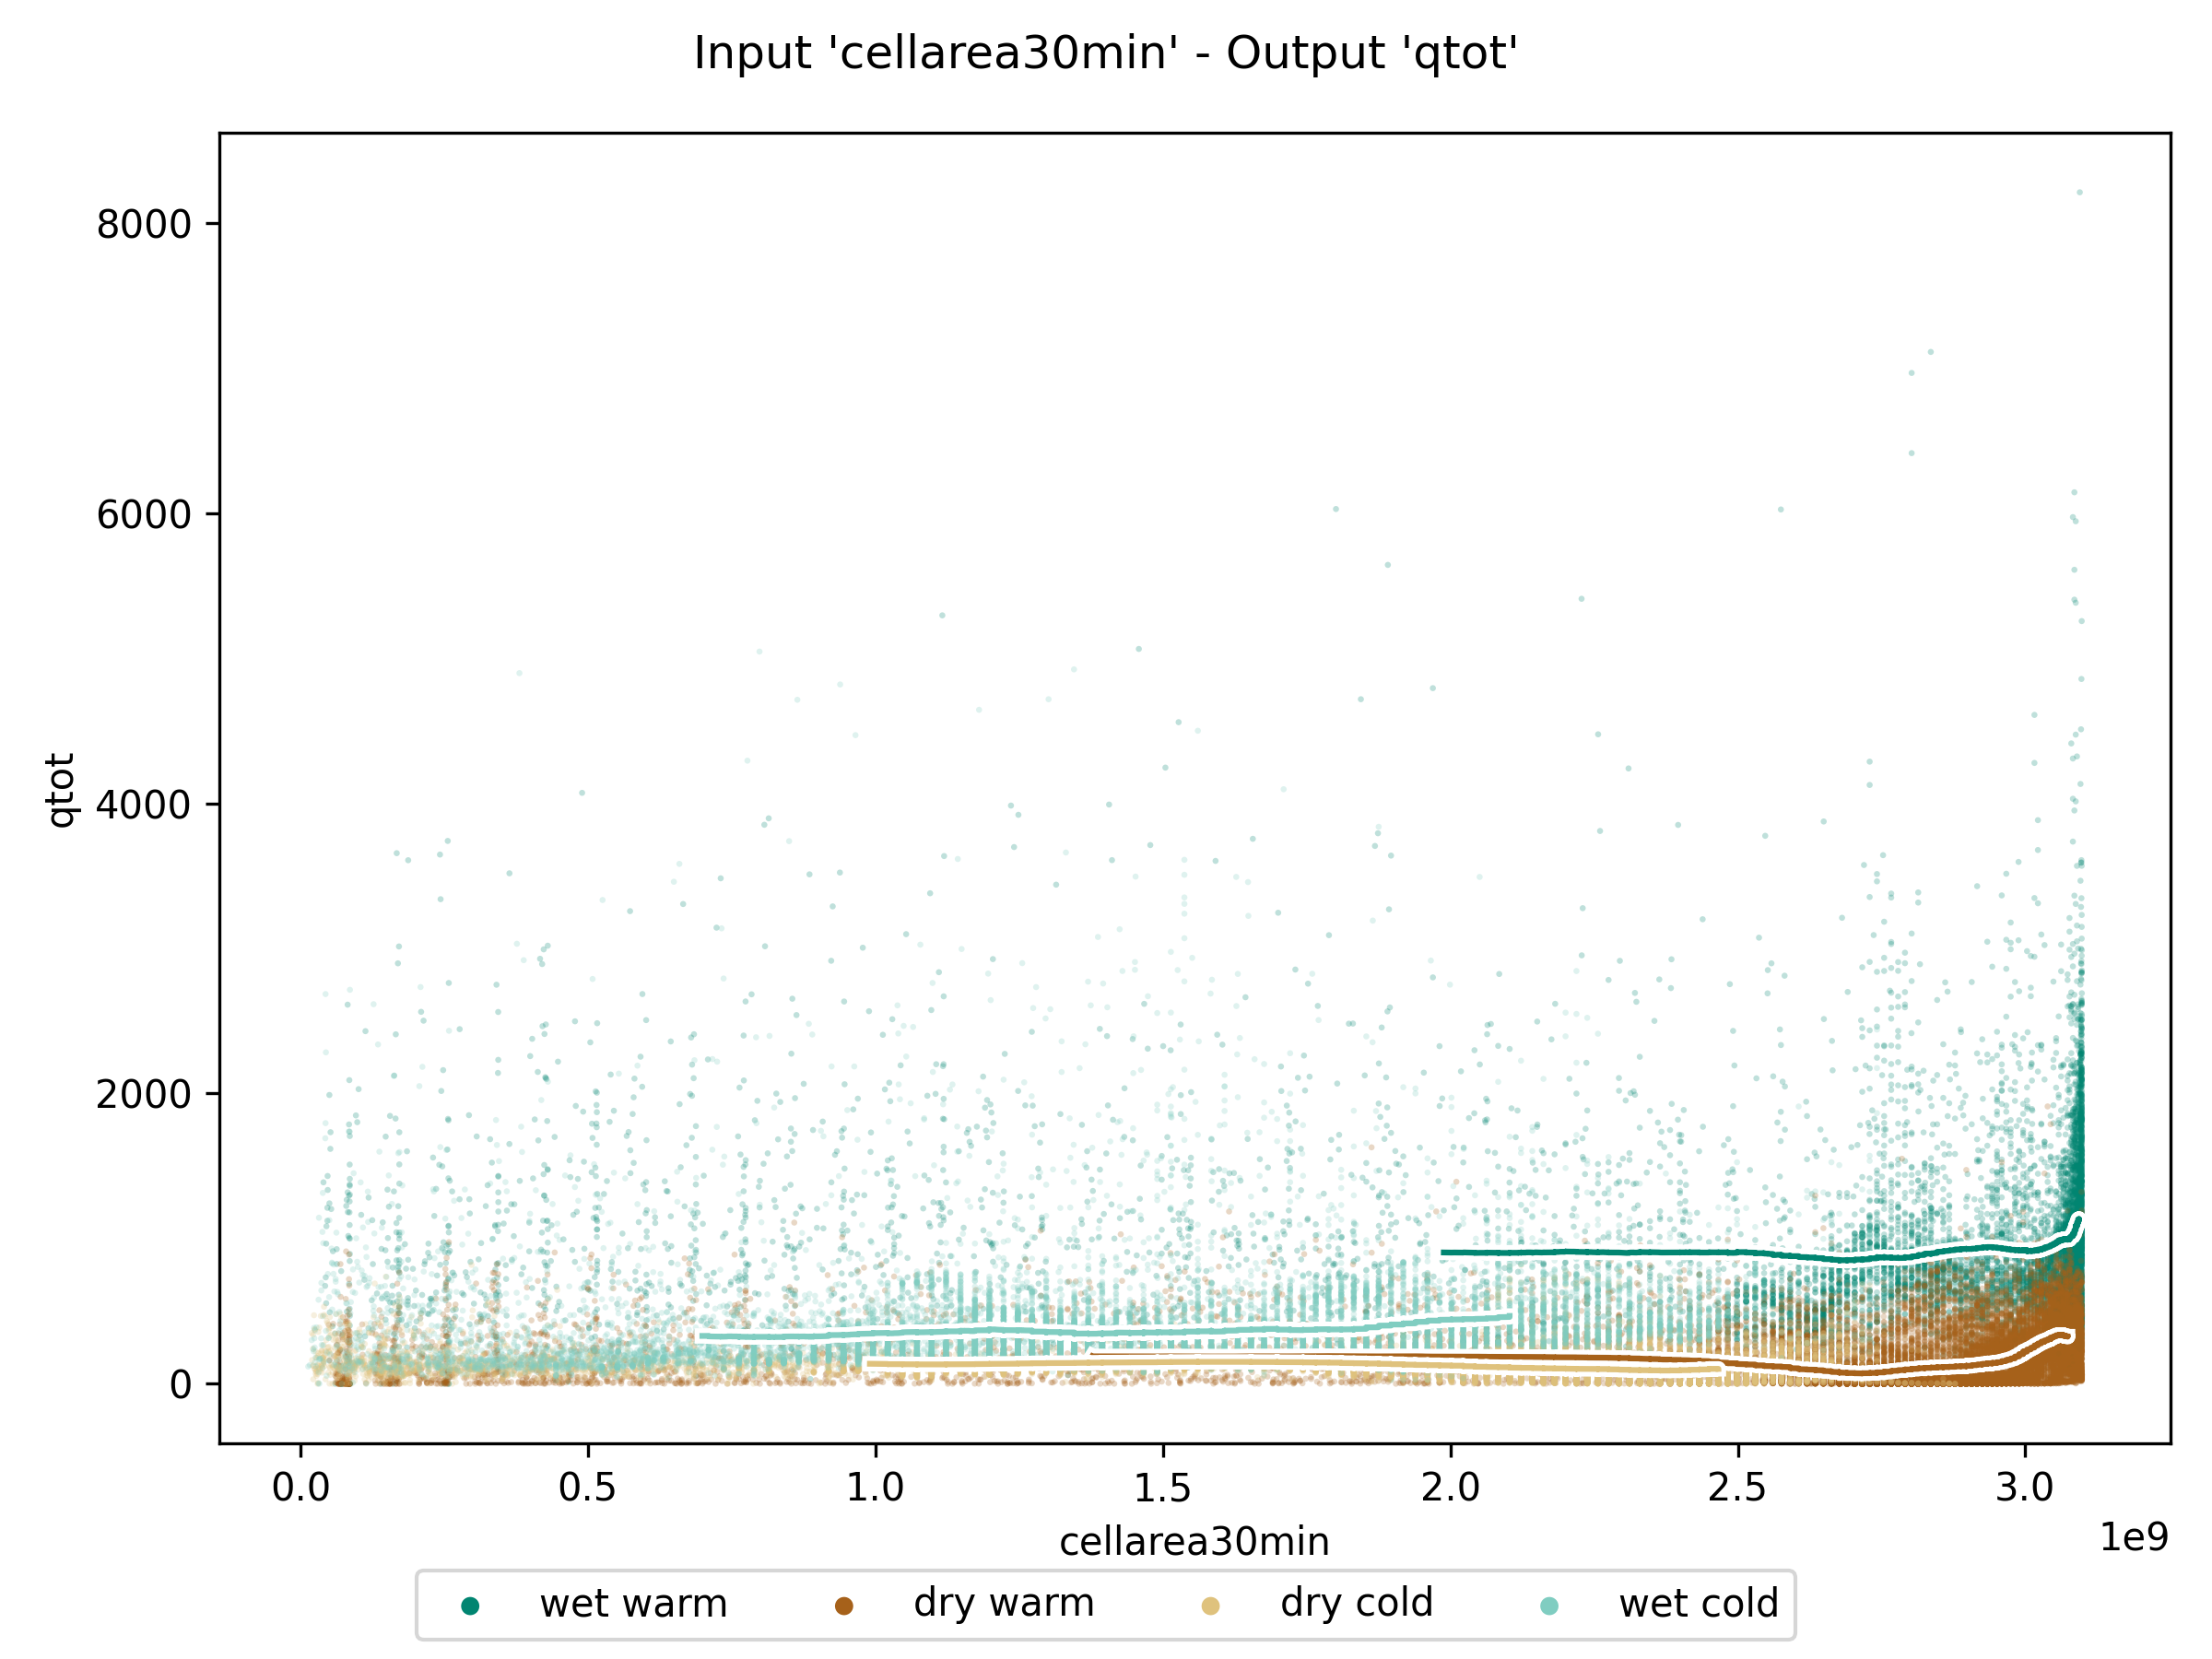 Input 'cellarea30min' - Output 'qtot'
8000
6000
4000
2000
0
qtot
0.0 0.5 1.0 1.5 2.0 2.5 3.0
1e9
cellarea30min
wet warm dry warm dry cold wet cold